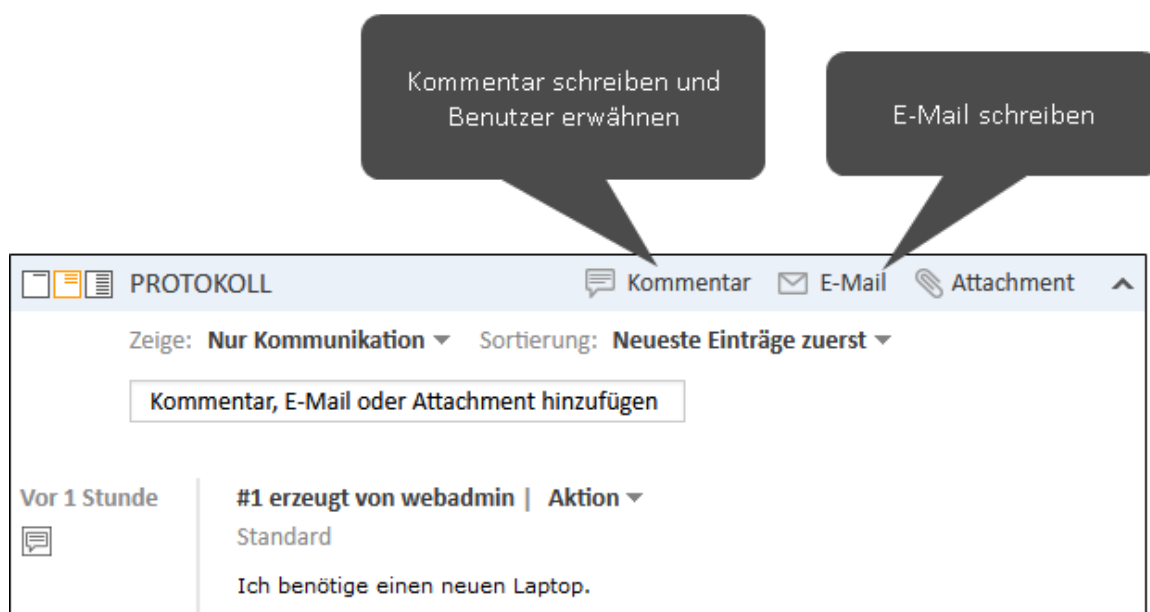 Kommentar schreiben und
Benutzer erwähnen
E-Mail schreiben
PROTOKOLL Kommentar E-Mail Attachment
Zeige: Nur Kommunikation Sortierung: Neueste Einträge zuerst
Kommentar, E-Mail oder Attachment hinzufügen
Vor 1 Stunde #1 erzeugt von webadmin | Aktion
Standard
Ich benötige einen neuen Laptop.